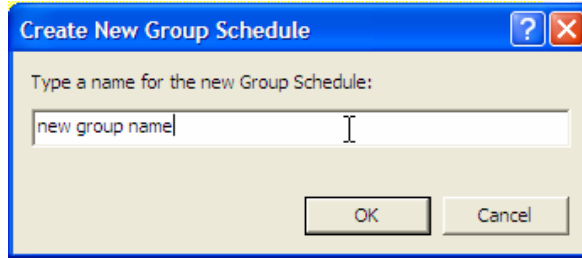 Create New Group Schedule
Type a name for the new Group Schedule:
new group name
OK
Cancel